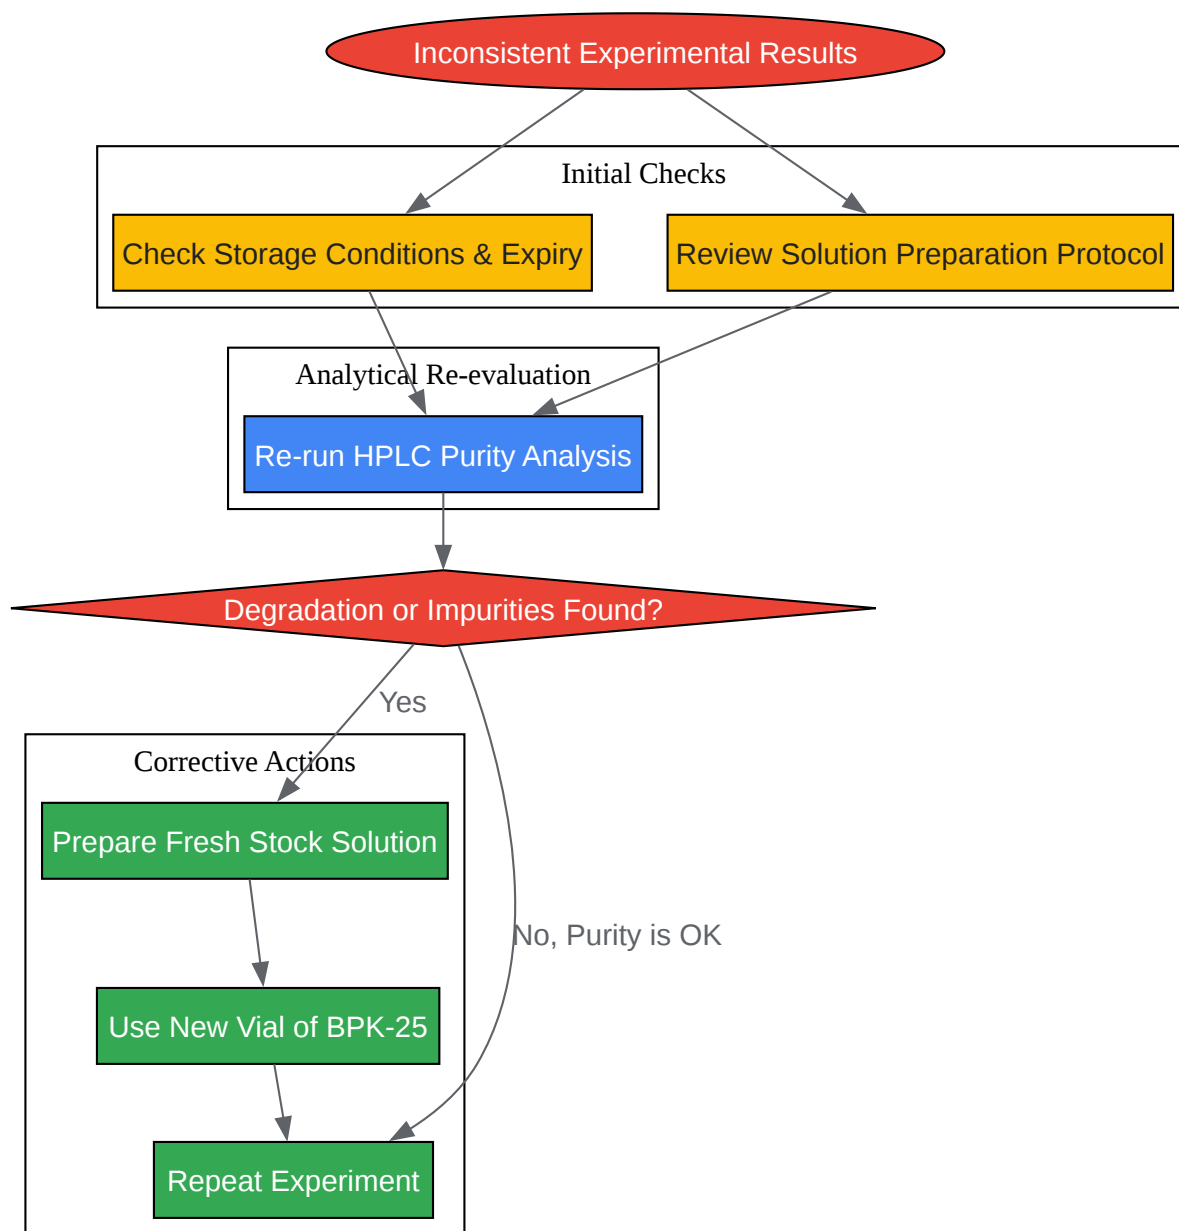 Inconsistent Experimental Results
Initial Checks
Check Storage Conditions & Expiry
Review Solution Preparation Protocol
Analytical Re-evaluation
Re-run HPLC Purity Analysis
Degradation or Impurities Found?
Yes
Corrective Actions
Prepare Fresh Stock Solution
No, Purity is OK
Use New Vial of BPK-25
Repeat Experiment